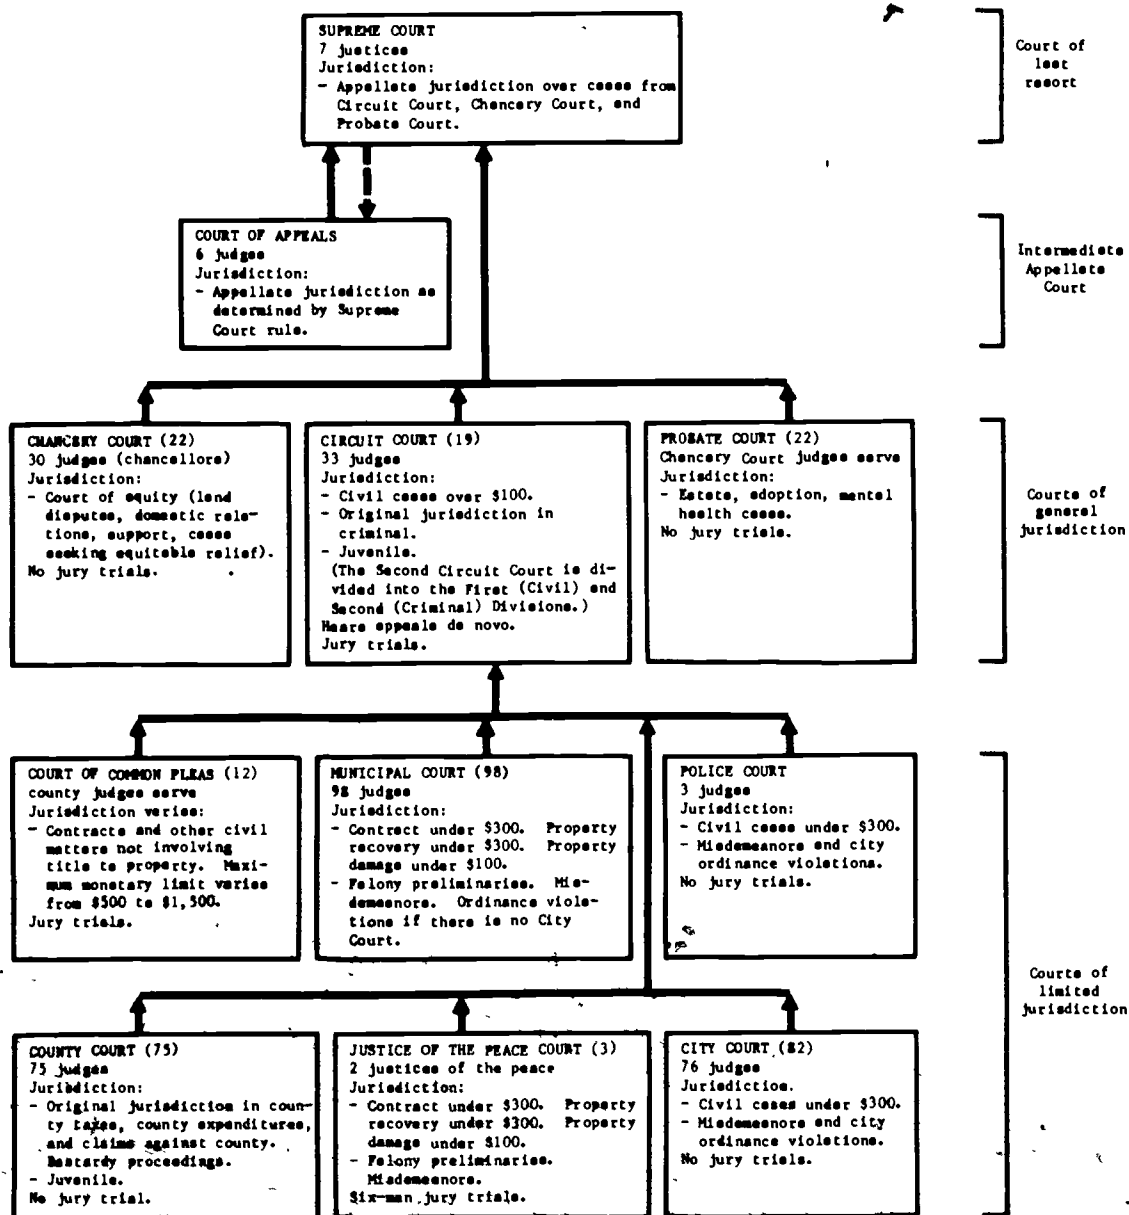 SUPREME COURT
7 justices
Jurisdiction:
- Appellate jurisdiction over cases from
Circuit Court, Chancery Court, and
Probate Court.
Court of
last
resort
COURT OF APPEALS
6 judges
Jurisdiction:
- Appellate jurisdiction as
determined by Supreme
Court rule.
Intermediate
Appellate
Court
CHANCERY COURT (22)
30 judges (chancellors)
Jurisdiction:
- Court of equity (land
disputes, domestic rela-
tions, support, cases
seeking equitable relief).
No jury trials.
CIRCUIT COURT (19)
33 judges
Jurisdiction:
- Civil cases over $100.
- Original jurisdiction in
criminal.
- Juvenile.
(The Second Circuit Court is di-
vided into the First (Civil) and
Second (Criminal) Divisions.)
Hears appeals de novo.
Jury trials.
PROBATE COURT (22)
Chancery Court judges serve
Jurisdiction:
- Estate, adoption, mental
health cases.
No jury trials.
Courts of
general
jurisdiction
COURT OF COMMON PLEAS (12)
county judges serve
Jurisdiction varies:
- Contracts and other civil
matters not involving
title to property. Maxi-
mum monetary limit varies
from $500 to $1,500.
Jury trials.
MUNICIPAL COURT (98)
98 judges
Jurisdiction:
- Contract under $300. Property
recovery under $300. Property
damage under $100.
- Felony preliminaries. Mis-
demeanors. Ordinance viola-
tions if there is no City
Court.
POLICE COURT
3 judges
Jurisdiction:
- Civil cases under $300.
- Misdemeanors and city
ordinance violations.
No jury trials.
Courts of
limited
jurisdiction
COUNTY COURT (75)
75 judges
Jurisdiction:
- Original jurisdiction in coun-
ty taxes, county expenditures,
and claims against county.
Bastardy proceedings.
- Juvenile.
No jury trial.
JUSTICE OF THE PEACE COURT (3)
2 justices of the peace
Jurisdiction:
- Contract under $300. Property
recovery under $300. Property
damage under $100.
- Felony preliminaries.
Misdemeanors.
Six-man jury trials.
CITY COURT (82)
76 judges
Jurisdiction.
- Civil cases under $300.
- Misdemeanors and city
ordinance violations.
No jury trials.